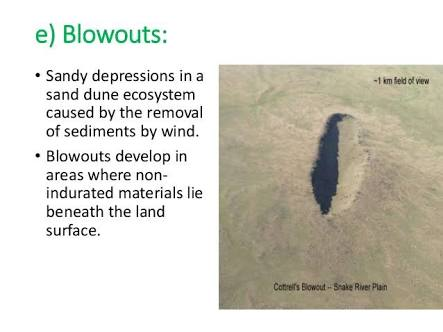 e) Blowouts:
• Sandy depressions in a
sand dune ecosystem
caused by the removal
of sediments by wind.
• Blowouts develop in
areas where non-
indurated materials lie
beneath the land
surface.
~1 km field of view
Cottrell's Blowout -- Snake River Plain